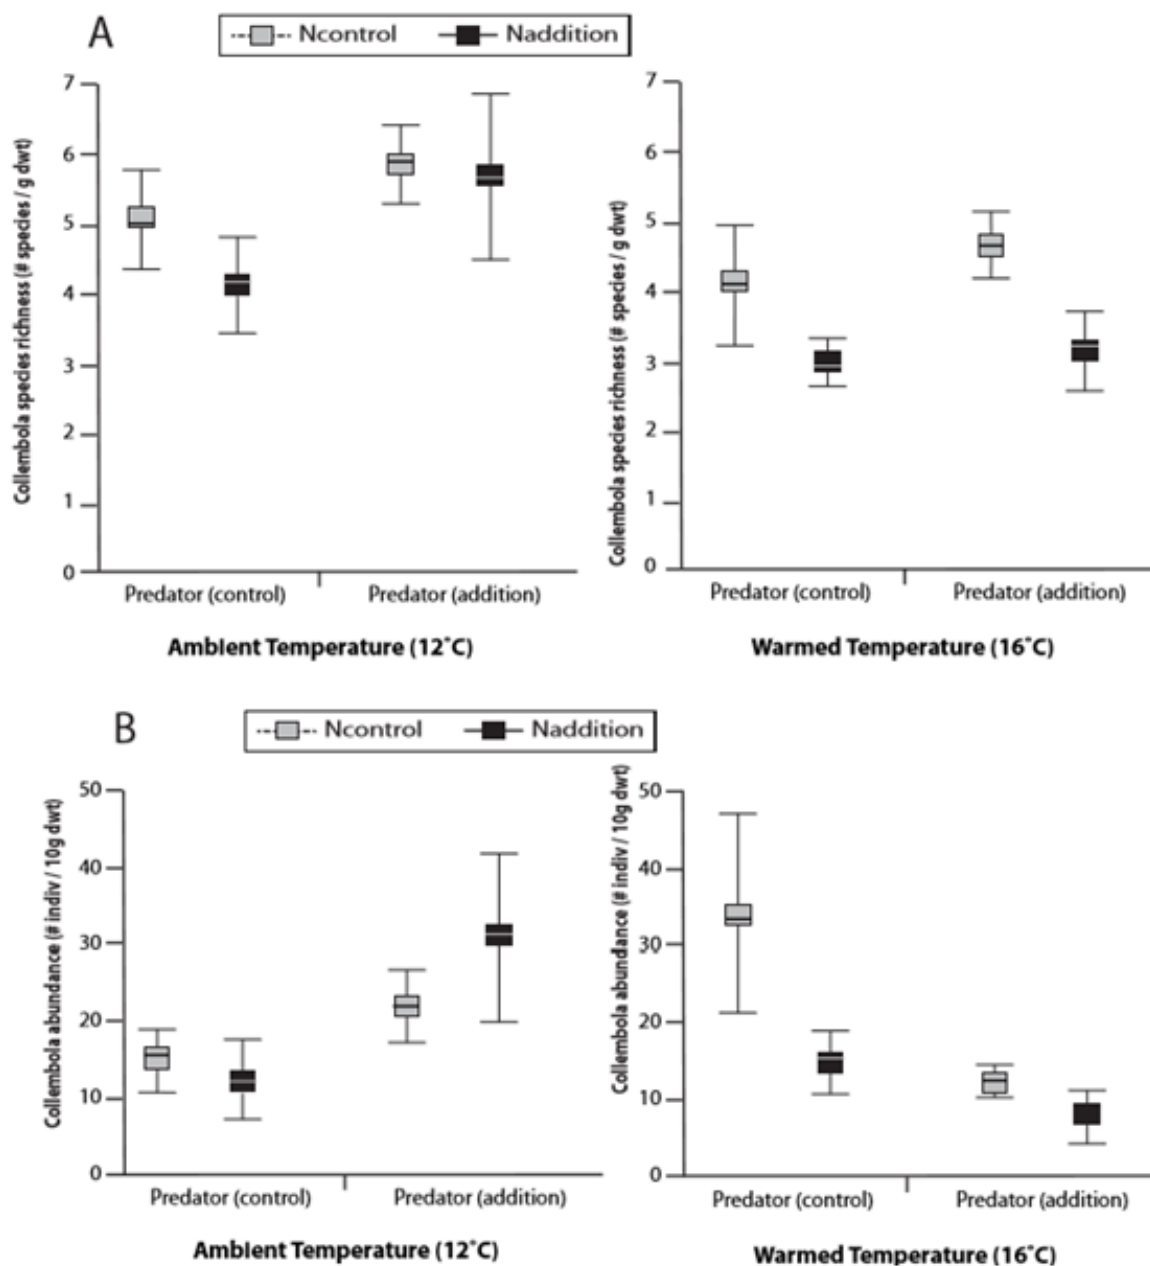 A
Ncontrol Naddition
7
6
5
4
3
2
1
0
Collembola species richness (# species / g dwt)
Predator (control) Predator (addition)
Ambient Temperature (12˚C)
7
6
5
4
3
2
1
0
Collembola species richness (# species / g dwt)
Predator (control) Predator (addition)
Warmed Temperature (16˚C)
B
Ncontrol Naddition
50
40
30
20
10
0
Collembola abundance (# indiv / 10g dwt)
Predator (control) Predator (addition)
Ambient Temperature (12˚C)
50
40
30
20
10
0
Collembola abundance (# indiv / 10g dwt)
Predator (control) Predator (addition)
Warmed Temperature (16˚C)